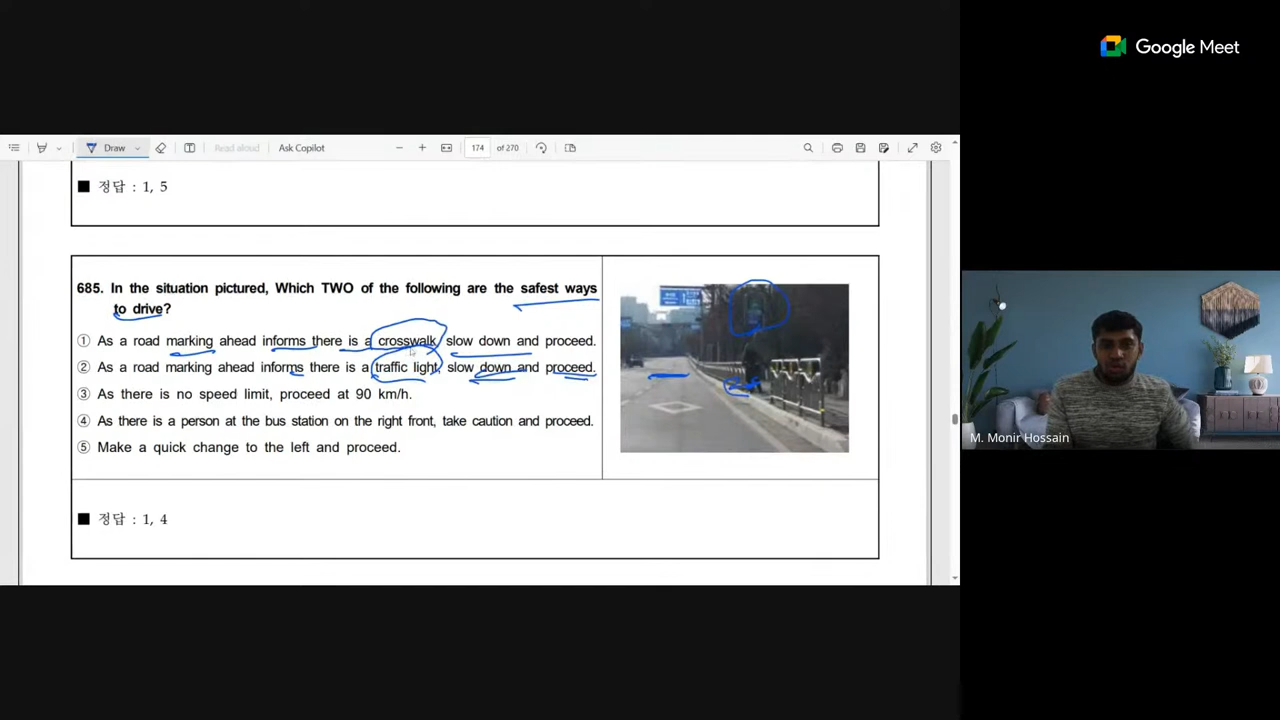 Google Meet
Draw
Read aloud
Ask Copilot
174
of 270
■ 정답 : 1, 5
685. In the situation pictured, Which TWO of the following are the safest ways
to drive?
① As a road marking ahead informs there is a crosswalk, slow down and proceed.
② As a road marking ahead informs there is a traffic light, slow down and proceed.
③ As there is no speed limit, proceed at 90 km/h.
④ As there is a person at the bus station on the right front, take caution and proceed.
⑤ Make a quick change to the left and proceed.
M. Monir Hossain
■ 정답 : 1, 4